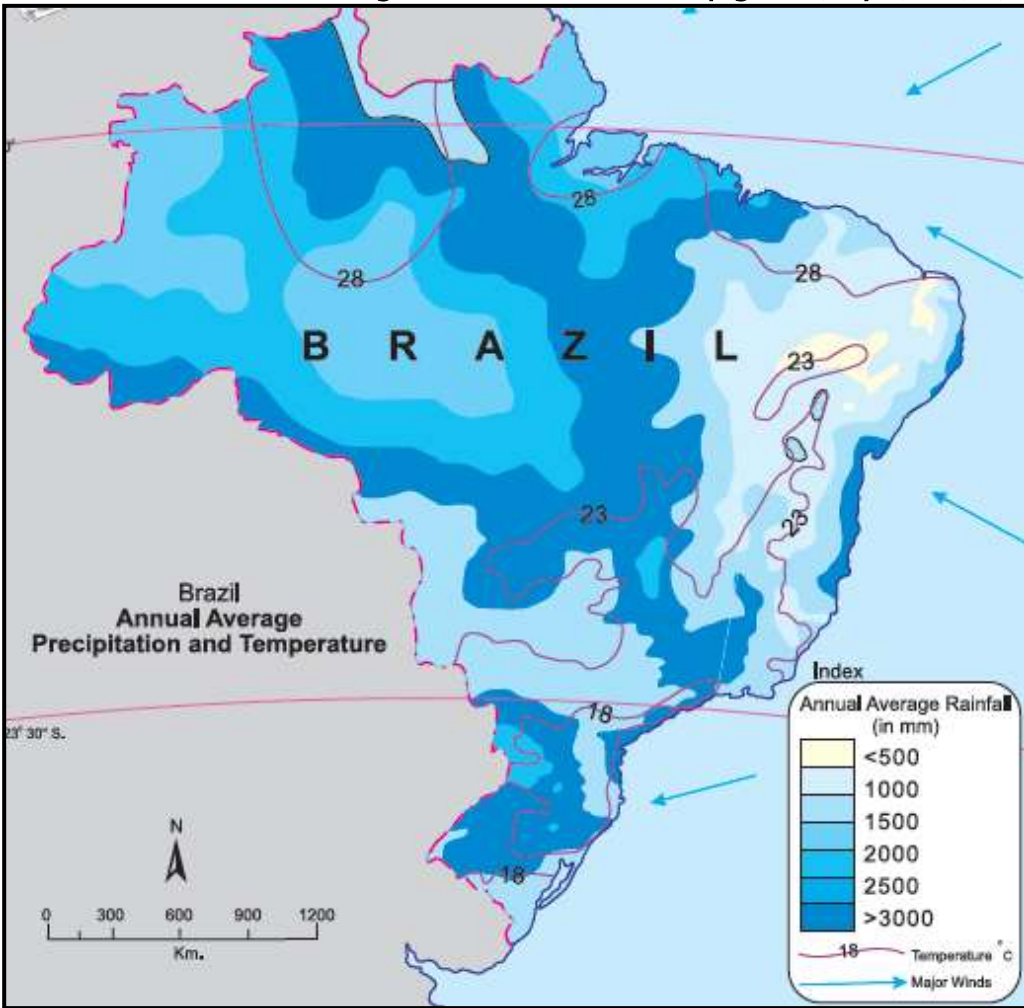 0°
28
28
28
B R A Z I L
23
23
23
Brazil
Annual Average
Precipitation and Temperature
Index
Annual Average Rainfall
(in mm)
<500
1000
1500
2000
2500
>3000
18 Temperature °C
Major Winds
18
23° 30" S.
N
18
0 300 600 900 1200
Km.